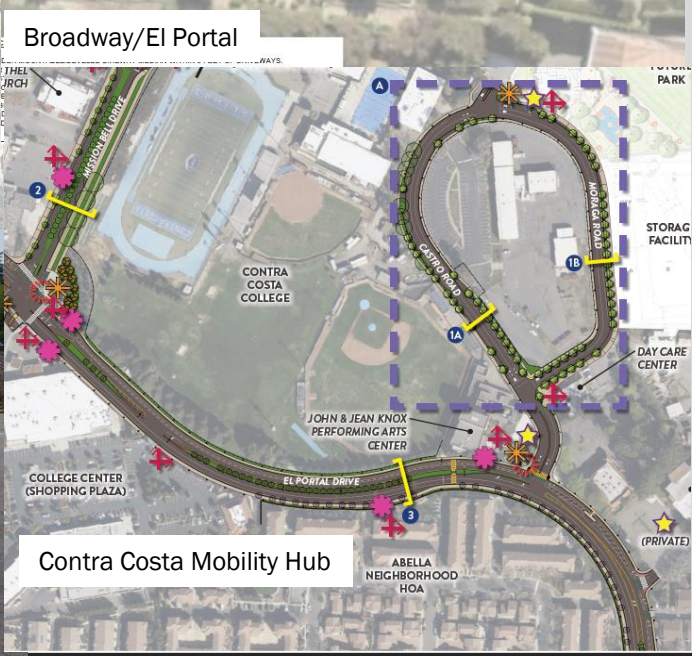 Broadway/El Portal
WAYS.
THEL
URCH
A
FUTURE
PARK
MISSION BELL DRIVE
2
CONTRA
COSTA
COLLEGE
CASTRO ROAD
MORAGA ROAD
1B
STORAG
FACILITY
1A
DAY CARE
CENTER
JOHN & JEAN KNOX
PERFORMING ARTS
CENTER
COLLEGE CENTER
(SHOPPING PLAZA)
EL PORTAL DRIVE
3
(PRIVATE)
Contra Costa Mobility Hub
ABELLA
NEIGHBORHOOD
HOA